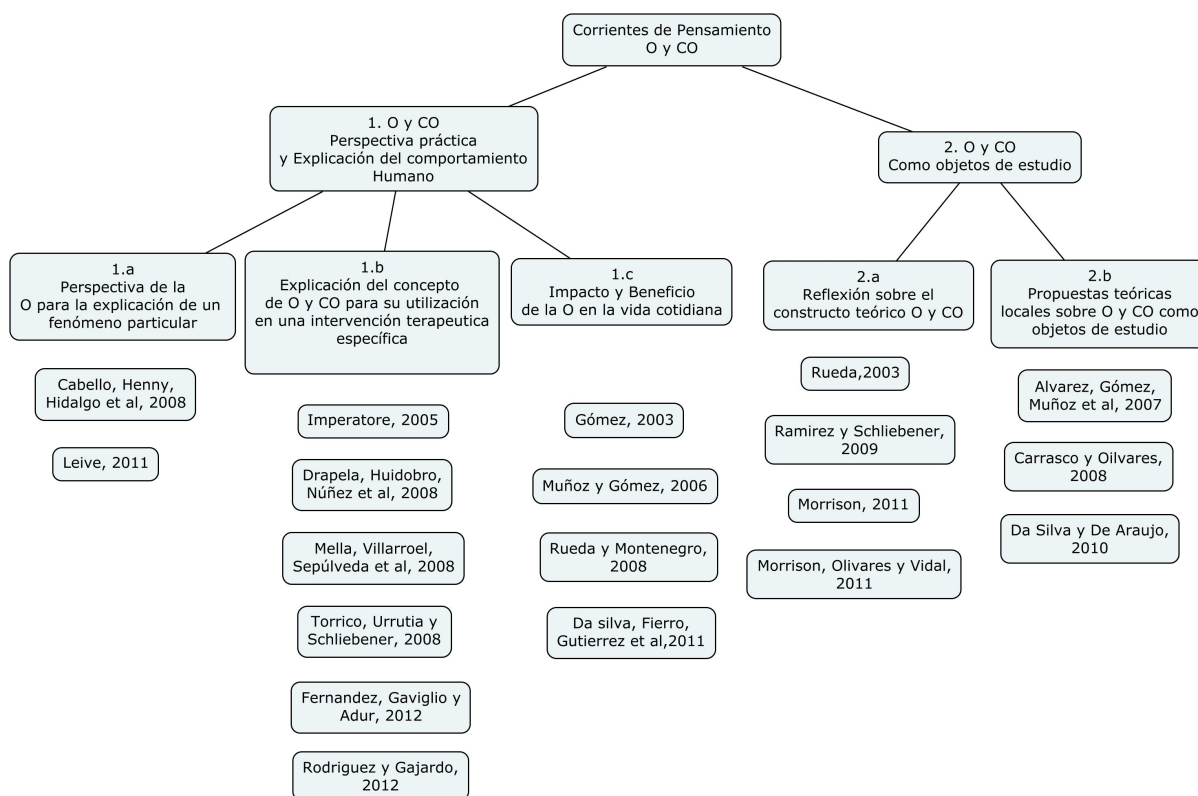 Corrientes de Pensamiento
O y CO
1. O y CO
Perspectiva práctica
y Explicación del comportamiento
Humano
2. O y CO
Como objetos de estudio
1.a
Perspectiva de la
O para la explicación de un
fenómeno particular
1.b
Explicación del concepto
de O y CO para su utilización
en una intervención terapeutica
específica
1.c
Impacto y Beneficio
de la O en la vida cotidiana
2.a
Reflexión sobre el
constructo teórico O y CO
2.b
Propuestas teóricas
locales sobre O y CO como
objetos de estudio
Cabello, Henny,
Hidalgo et al, 2008
Leive, 2011
Imperatore, 2005
Drapela, Huidobro,
Núñez et al, 2008
Mella, Villarroel,
Sepúlveda et al, 2008
Torrico, Urrutia y
Schliebener, 2008
Fernandez, Gaviglio y
Adur, 2012
Rodriguez y Gajardo,
2012
Gómez, 2003
Muñoz y Gómez, 2006
Rueda y Montenegro,
2008
Da silva, Fierro,
Gutierrez et al,2011
Rueda,2003
Ramirez y Schliebener,
2009
Morrison, 2011
Morrison, Olivares y Vidal,
2011
Alvarez, Gómez,
Muñoz et al, 2007
Carrasco y Oilvares,
2008
Da Silva y De Araujo,
2010